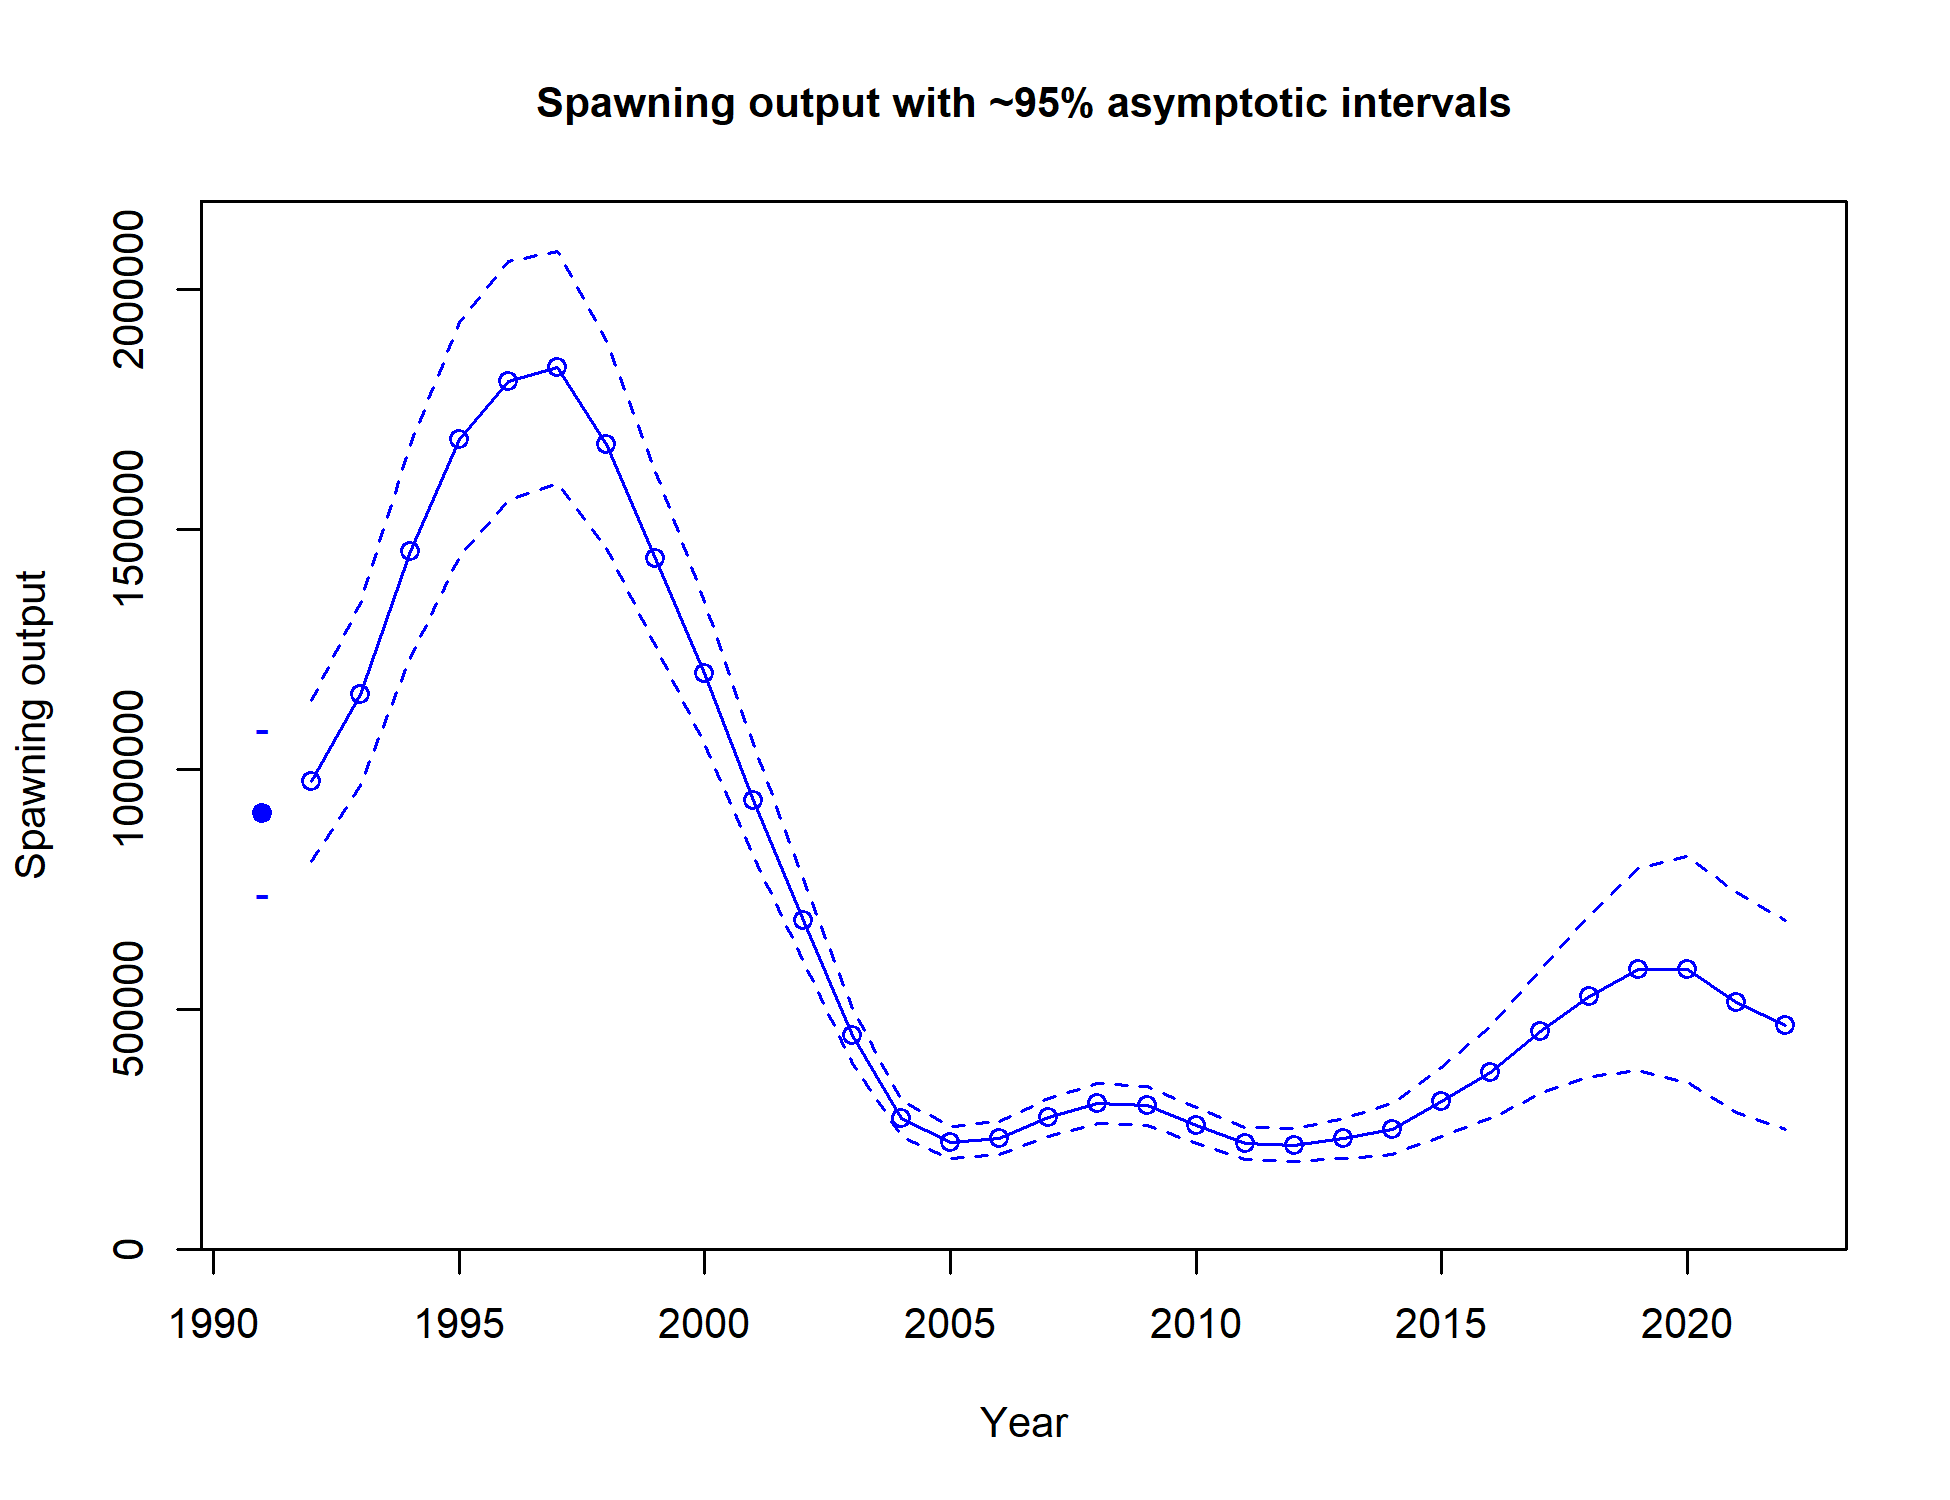 Spawning output with ~95% asymptotic intervals
Spawning output
2000000
1500000
1000000
500000
0
1990 1995 2000 2005 2010 2015 2020
Year